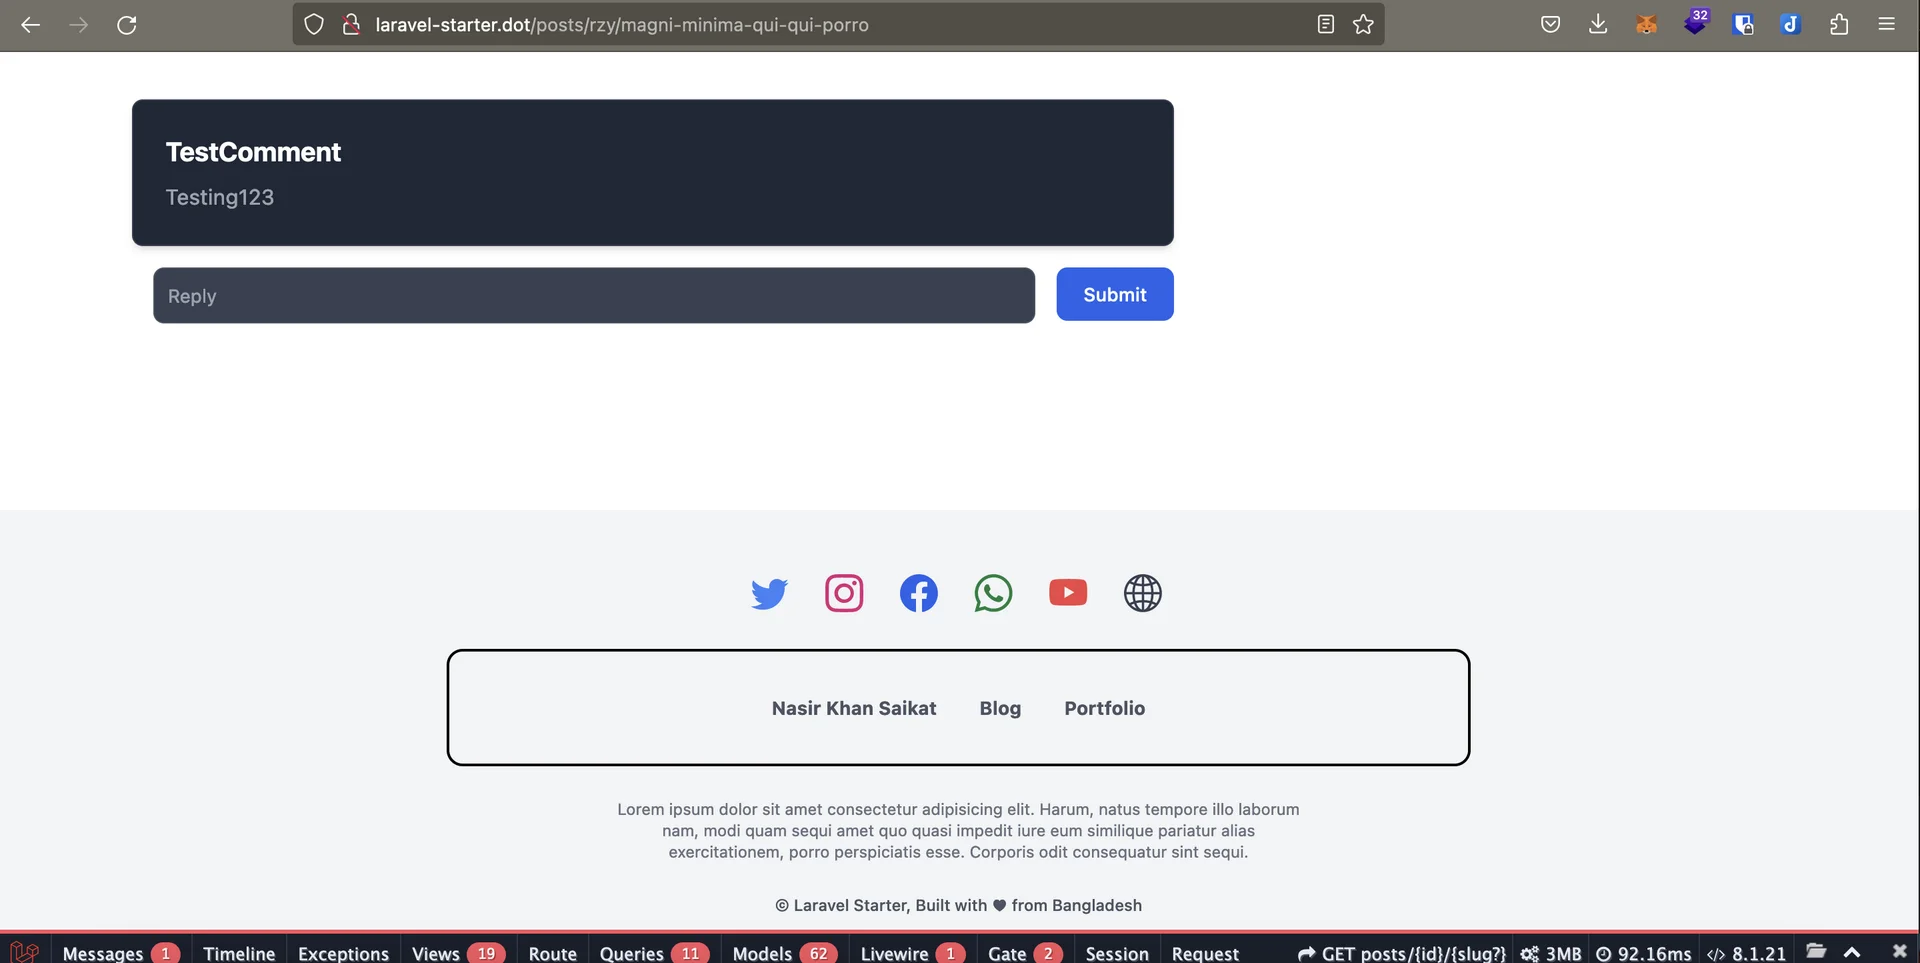 laravel-starter.dot/posts/rzy/magni-minima-qui-qui-porro
32
TestComment
Testing123
Reply
Submit
Nasir Khan Saikat Blog Portfolio
Lorem ipsum dolor sit amet consectetur adipisicing elit. Harum, natus tempore illo laborum
nam, modi quam sequi amet quo quasi impedit iure eum similique pariatur alias
exercitationem, porro perspiciatis esse. Corporis odit consequatur sint sequi.
© Laravel Starter, Built with ♥ from Bangladesh
Messages 1 Timeline Exceptions Views 19 Route Queries 11 Models 62 Livewire 1 Gate 2 Session Request GET posts/{id}/{slug?} 3MB 92.16ms </> 8.1.21